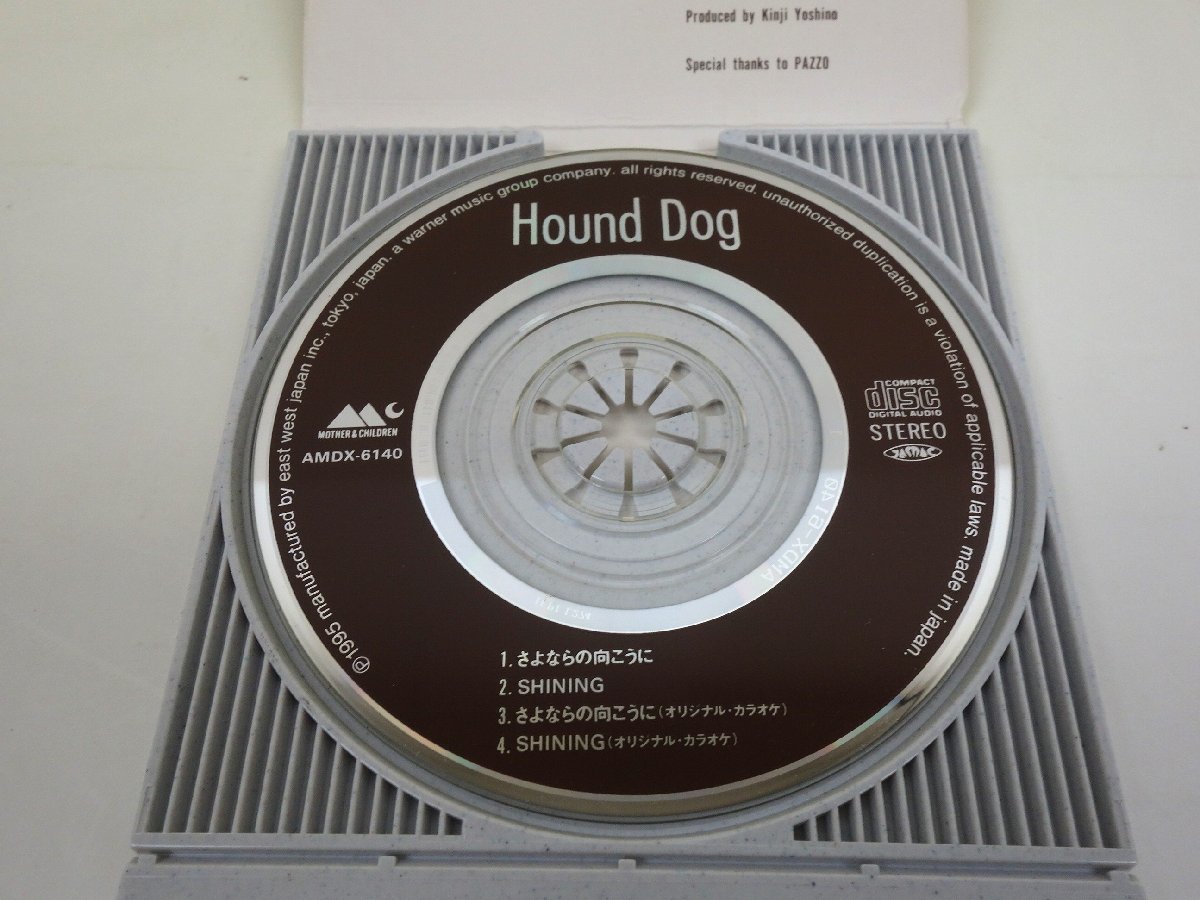 Produced by Kinji Yoshino
Special thanks to PAZZO
Hound Dog
℗1995 manufactured by east west japan inc., tokyo, japan. a warner music group company. all rights reserved. unauthorized duplication is a violation of applicable laws. made in japan.
MOTHER & CHILDREN
AMDX-6140
COMPACT
disc
DIGITAL AUDIO
STEREO
JASRAC
AMDX-6140
1. さよならの向こうに
2. SHINING
3. さよならの向こうに(オリジナル・カラオケ)
4. SHINING(オリジナル・カラオケ)